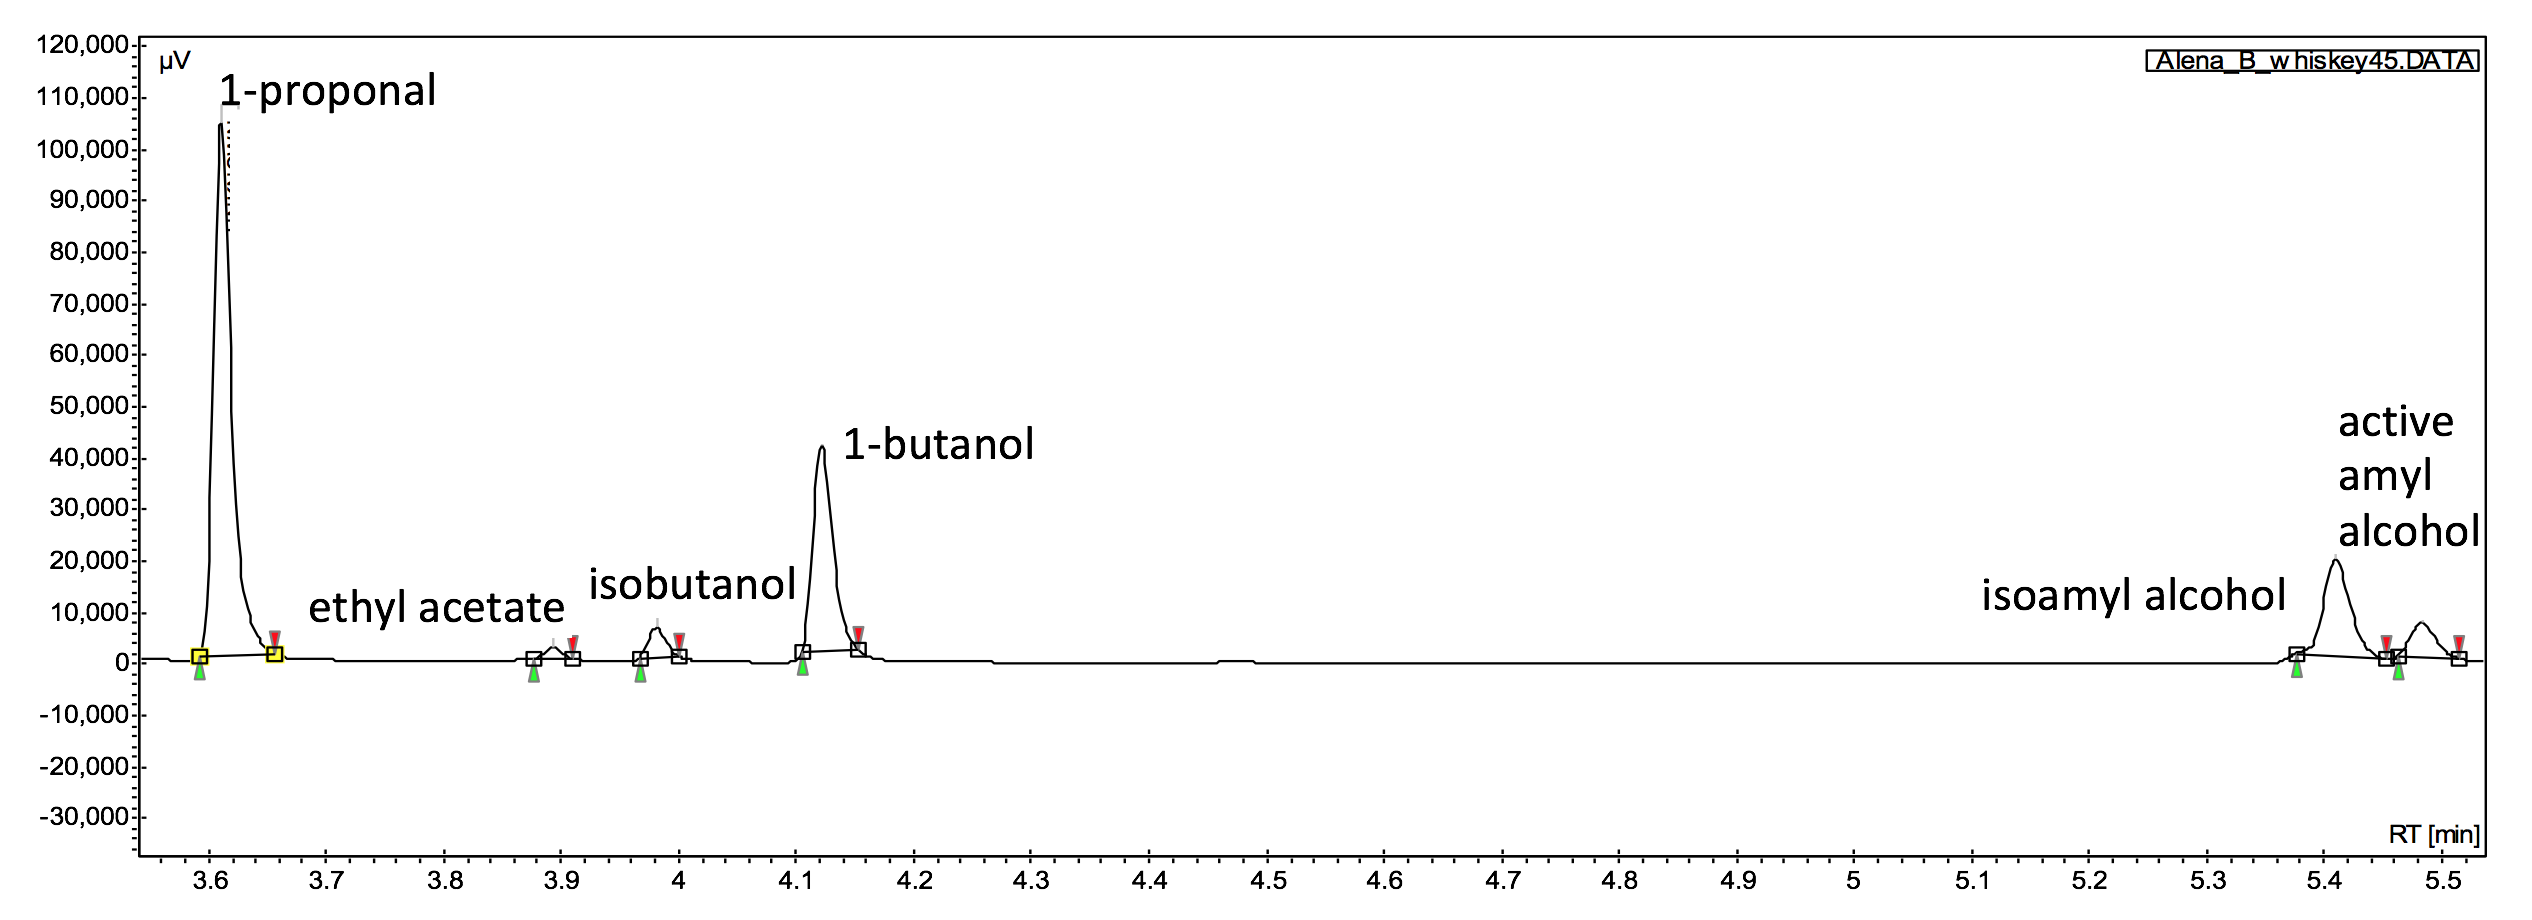 120,000
µV
Alena_B_whiskey45.DATA
1-proponal
110,000
100,000
90,000
80,000
70,000
60,000
50,000
40,000
30,000
20,000
10,000
0
-10,000
-20,000
-30,000
ethyl acetate
isobutanol
1-butanol
isoamyl alcohol
active
amyl
alcohol
RT [min]
3.6 3.7 3.8 3.9 4 4.1 4.2 4.3 4.4 4.5 4.6 4.7 4.8 4.9 5 5.1 5.2 5.3 5.4 5.5